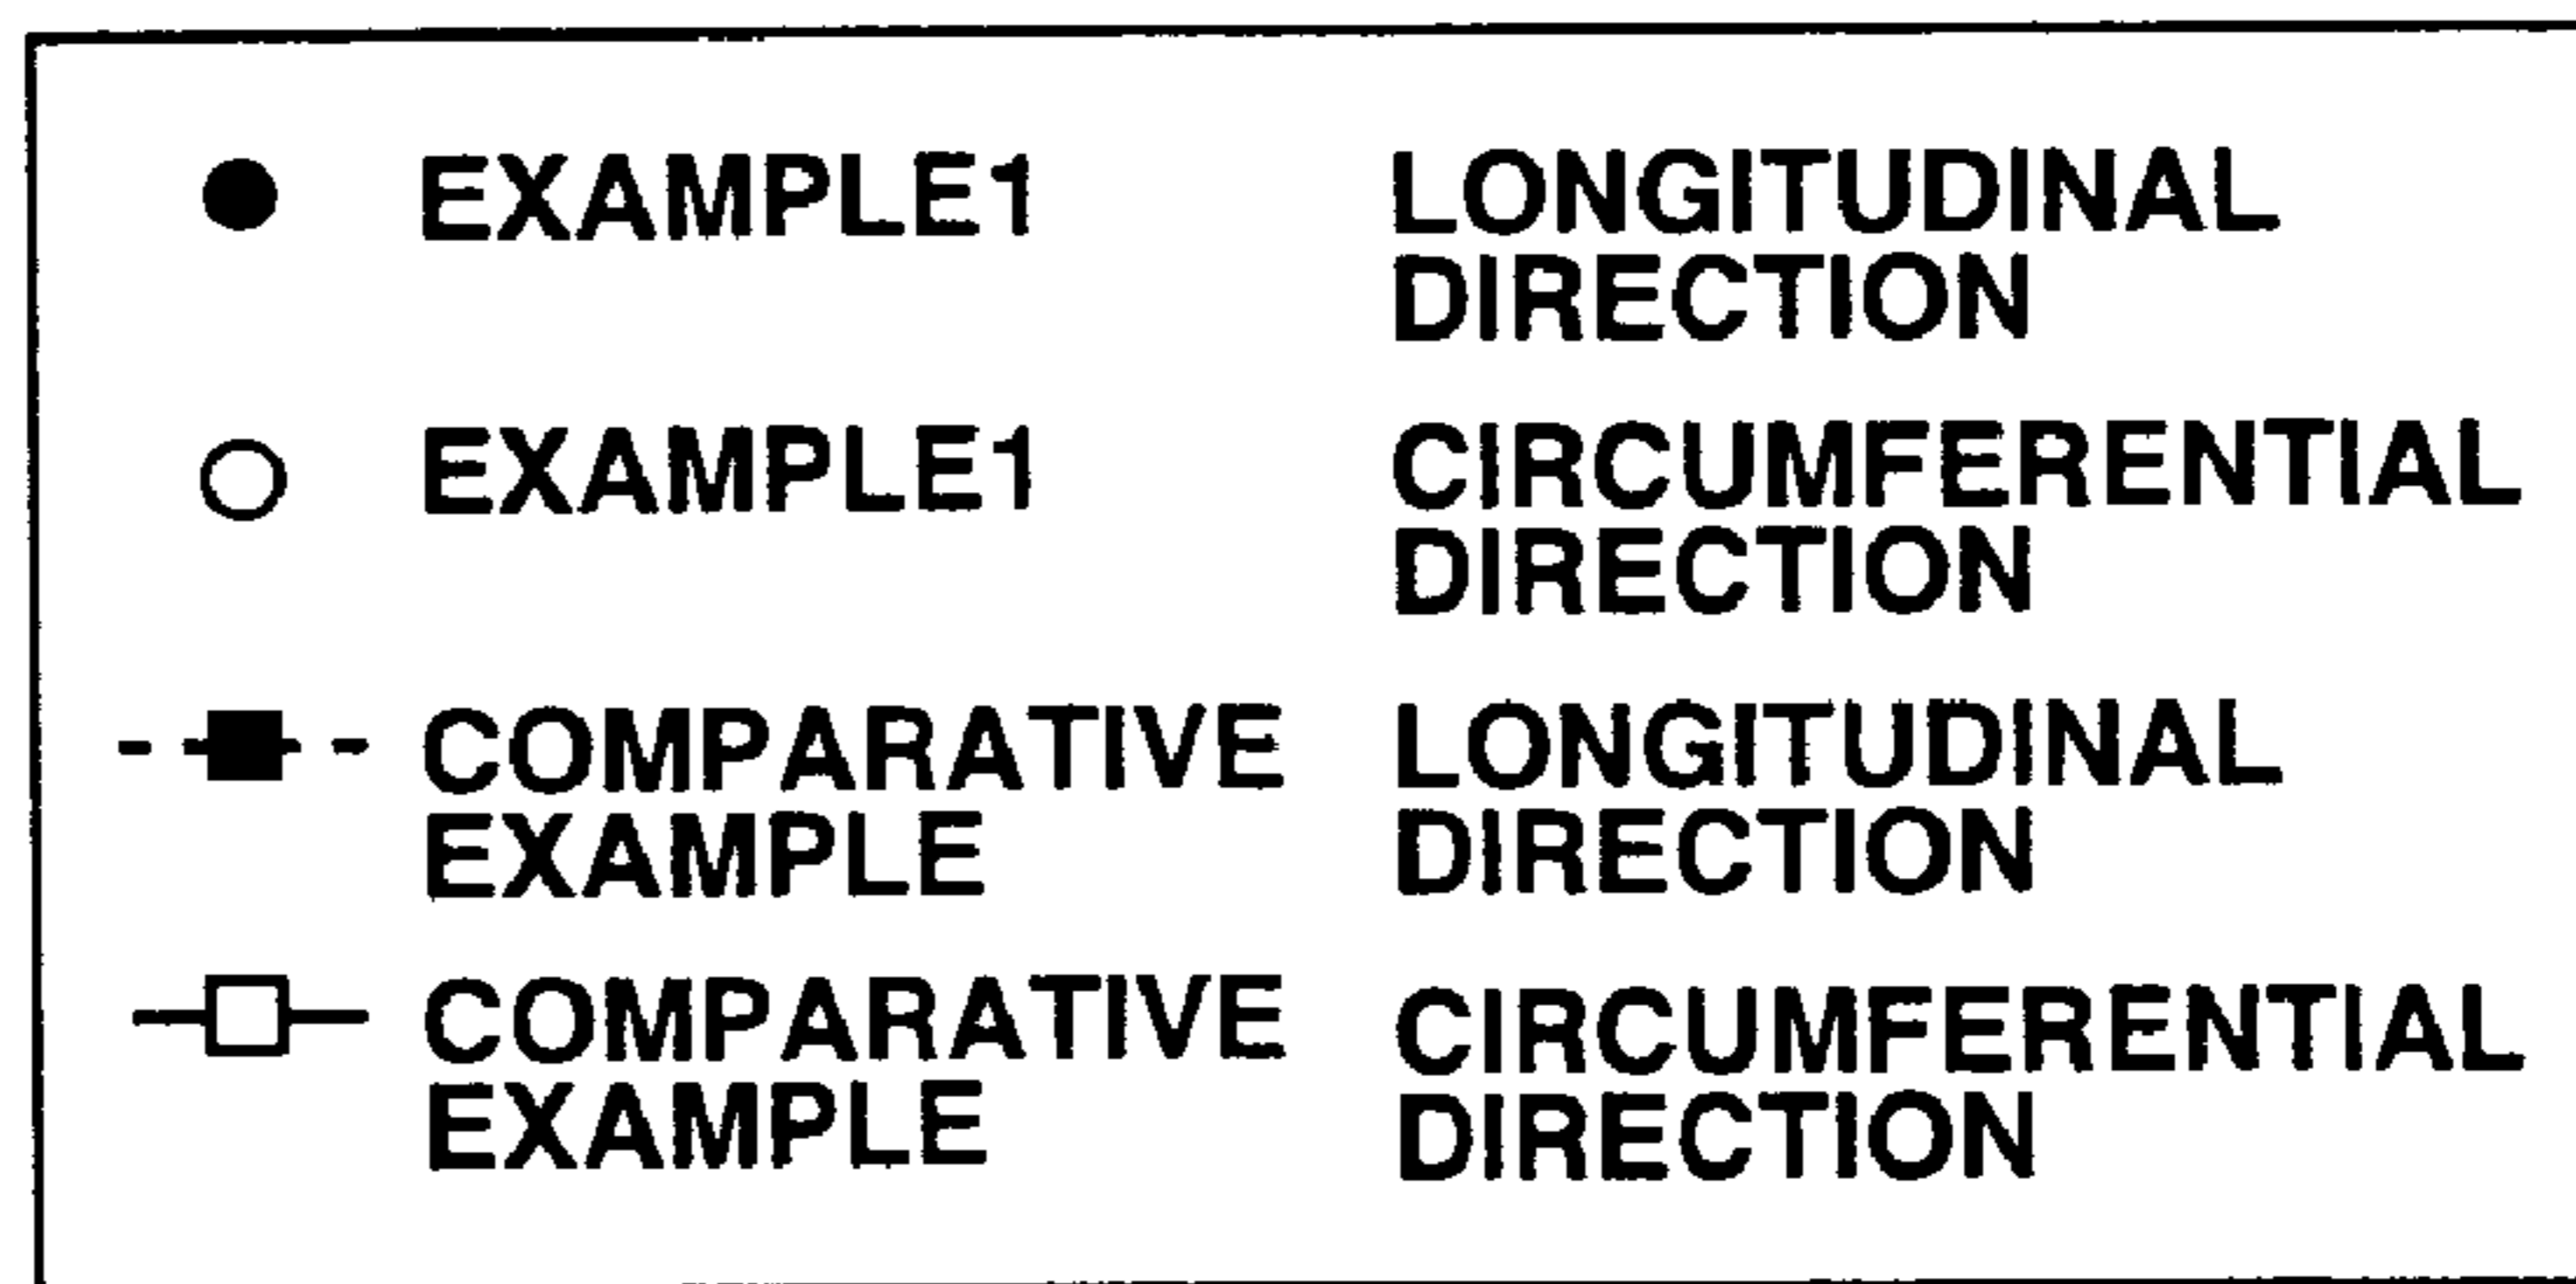 EXAMPLE1 LONGITUDINAL
DIRECTION
EXAMPLE1 CIRCUMFERENTIAL
DIRECTION
COMPARATIVE LONGITUDINAL
EXAMPLE DIRECTION
COMPARATIVE CIRCUMFERENTIAL
EXAMPLE DIRECTION